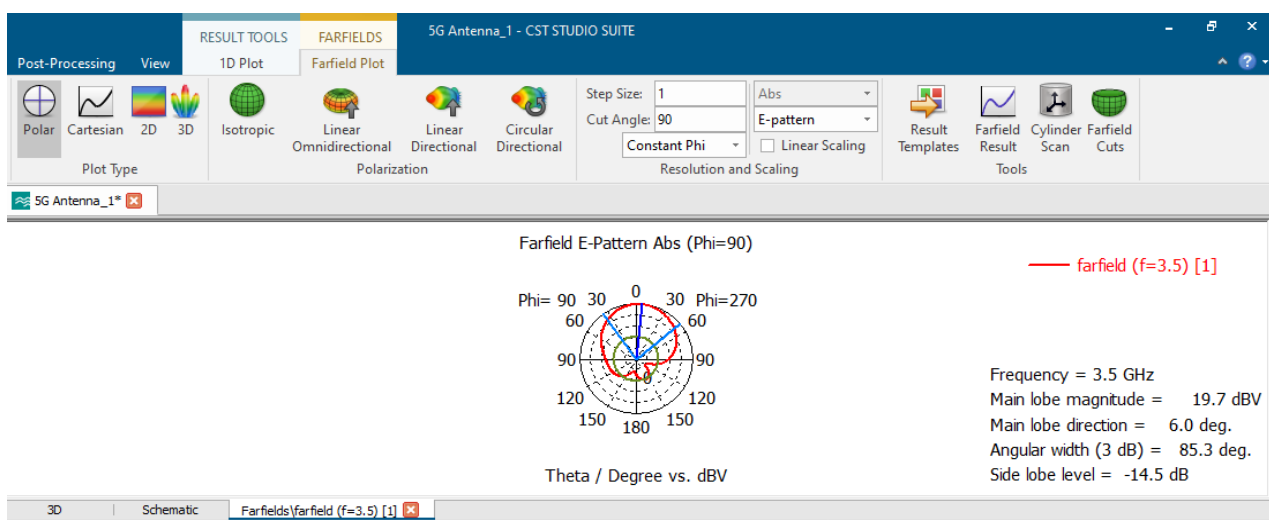 RESULT TOOLS FARFIELDS 5G Antenna_1 - CST STUDIO SUITE
Post-Processing View 1D Plot Farfield Plot
Step Size: 1 Abs
Cut Angle: 90 E-pattern
Constant Phi Linear Scaling
Polar Cartesian 2D 3D Isotropic Linear Omnidirectional Linear Directional Circular Directional Result Templates Farfield Result Cylinder Scan Farfield Cuts
Plot Type Polarization Resolution and Scaling Tools
5G Antenna_1*
Farfield E-Pattern Abs (Phi=90)
farfield (f=3.5) [1]
Phi= 90 30 0 30 Phi=270
60 60
90 90
0
120 120
150 180 150
Theta / Degree vs. dBV
Frequency = 3.5 GHz
Main lobe magnitude = 19.7 dBV
Main lobe direction = 6.0 deg.
Angular width (3 dB) = 85.3 deg.
Side lobe level = -14.5 dB
3D Schematic Farfields\farfield (f=3.5) [1]